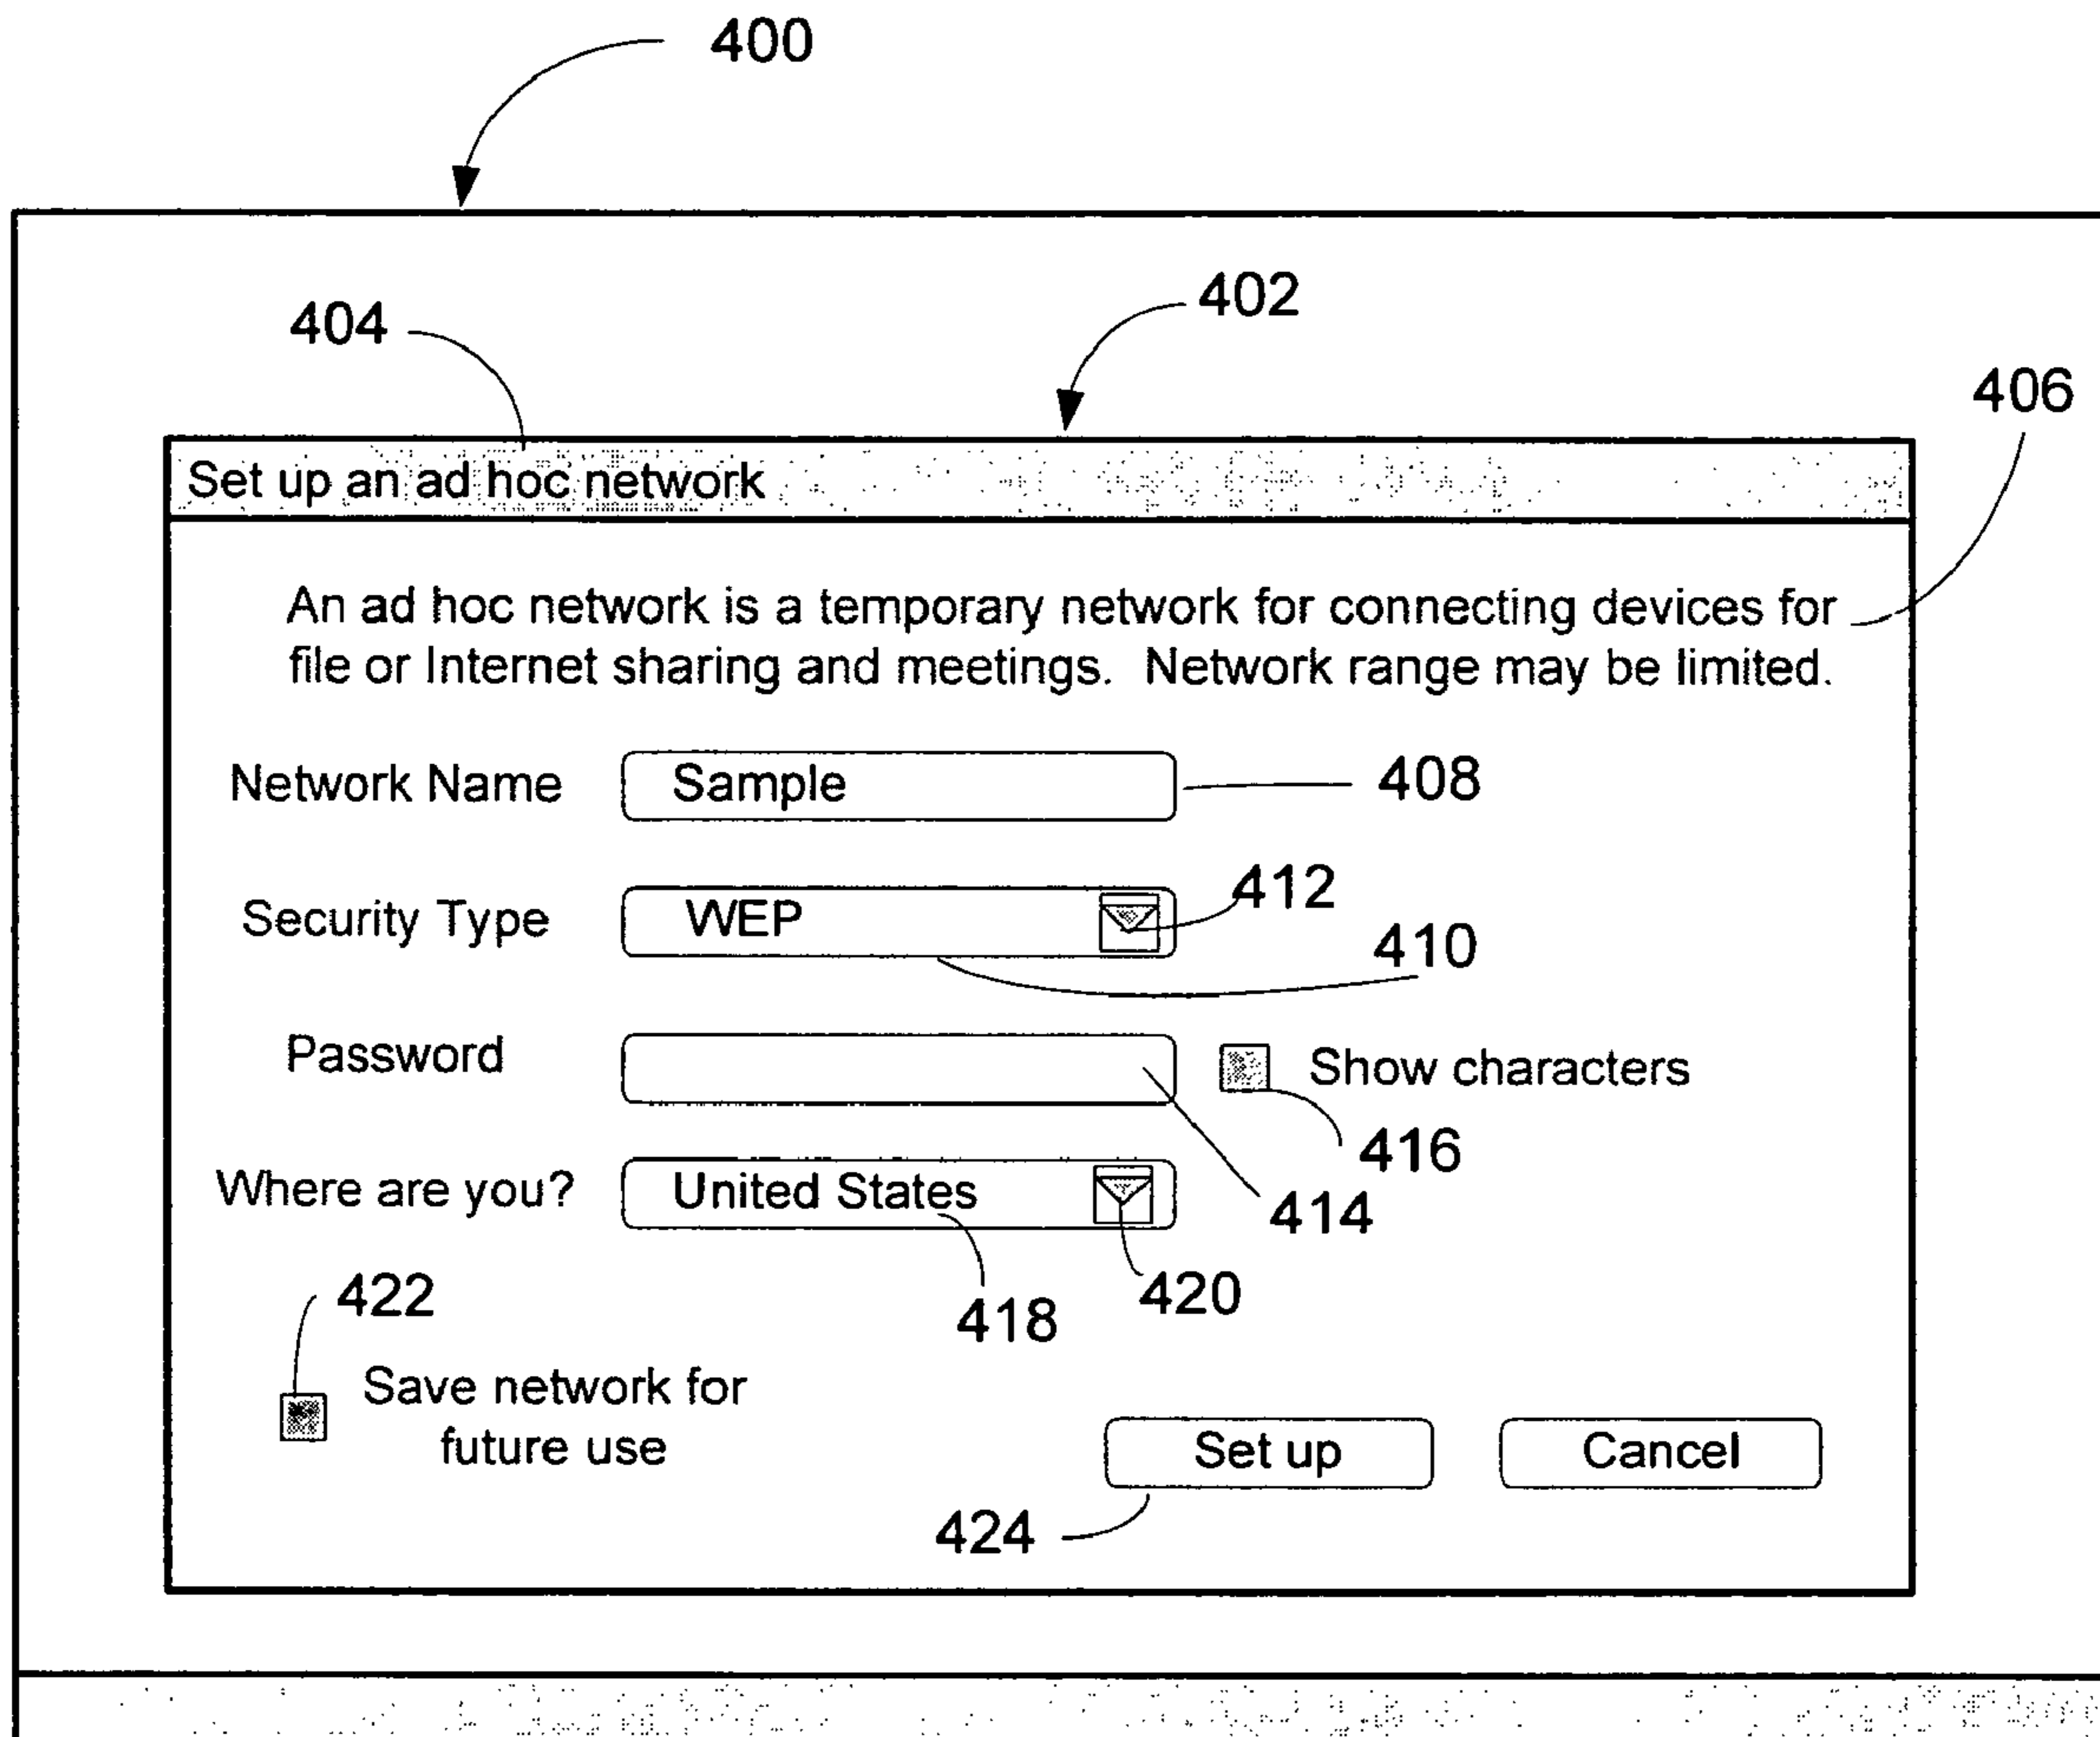 400
402
404
406
Set up an ad hoc network
An ad hoc network is a temporary network for connecting devices for
file or Internet sharing and meetings. Network range may be limited.
Network Name Sample 408
412
Security Type WEP
410
Password Show characters
416
Where are you? United States
414
422
418
420
Save network for
future use
Set up Cancel
424